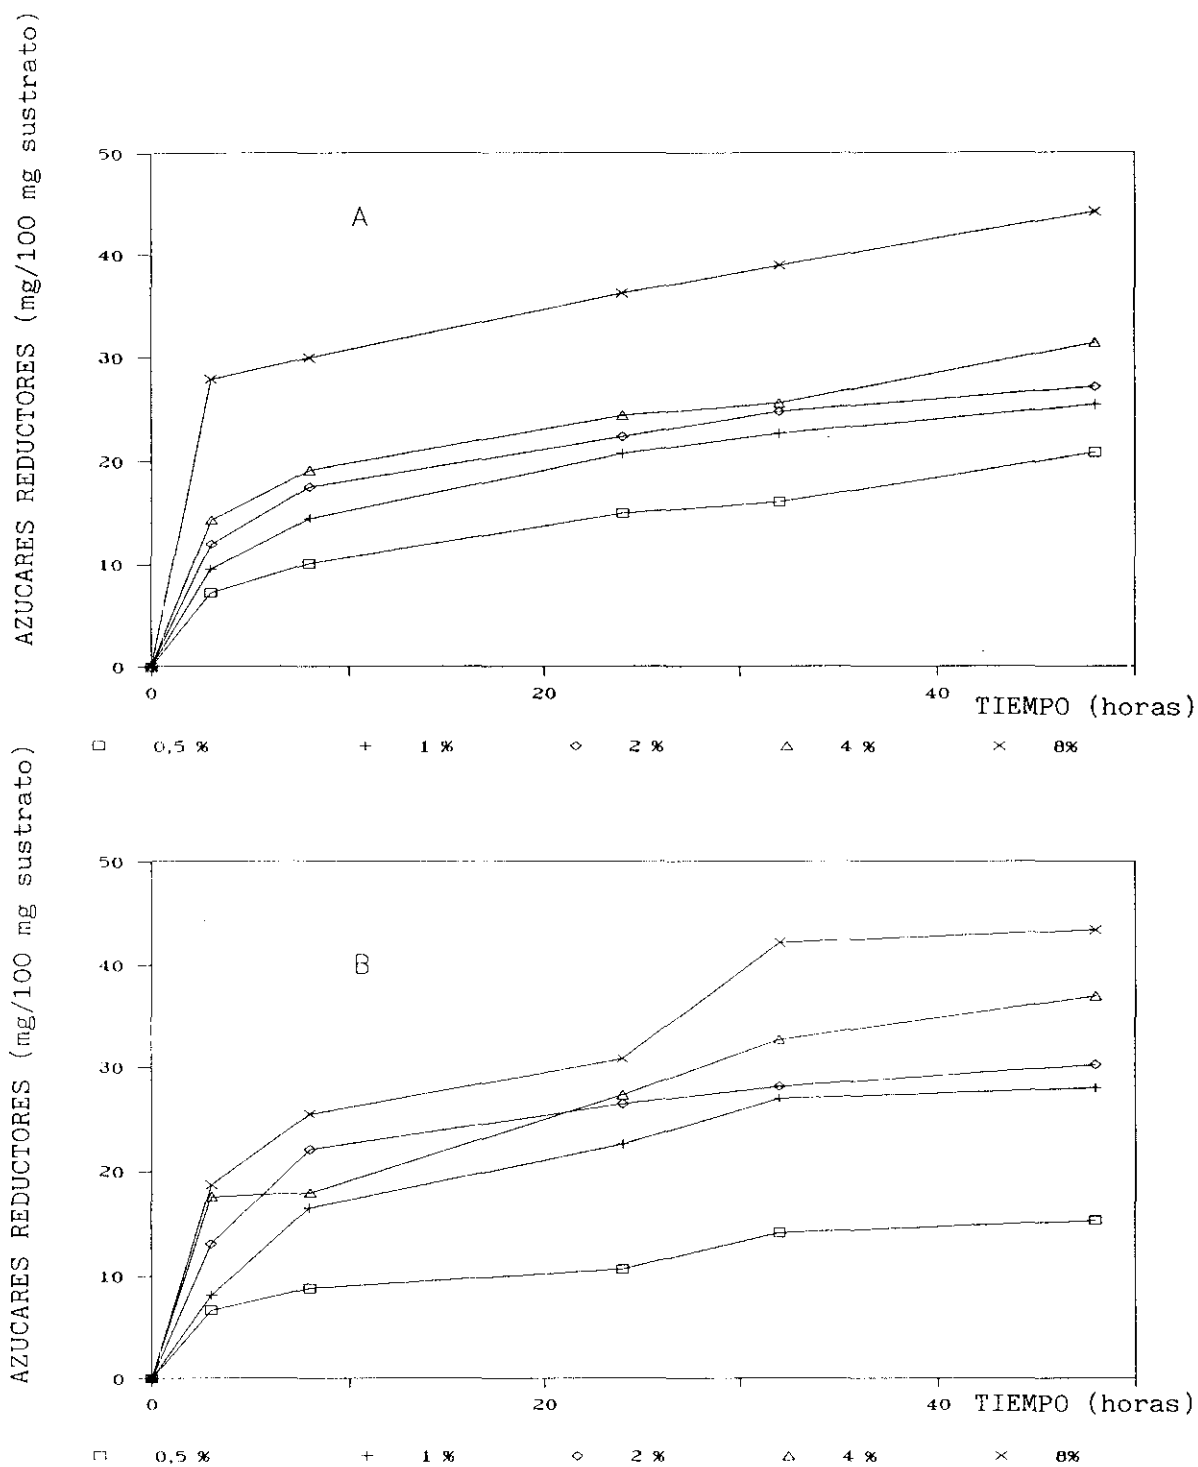 AZUCARES REDUCTORES (mg/100 mg sustrato)
50
A
40
30
20
10
0
0 20 40
TIEMPO (horas)
0,5 % 1 % 2 % 4 % 8%
AZUCARES REDUCTORES (mg/100 mg sustrato)
50
B
40
30
20
10
0
0 20 40 TIEMPO (horas)
0,5 % 1 % 2 % 4 % 8%